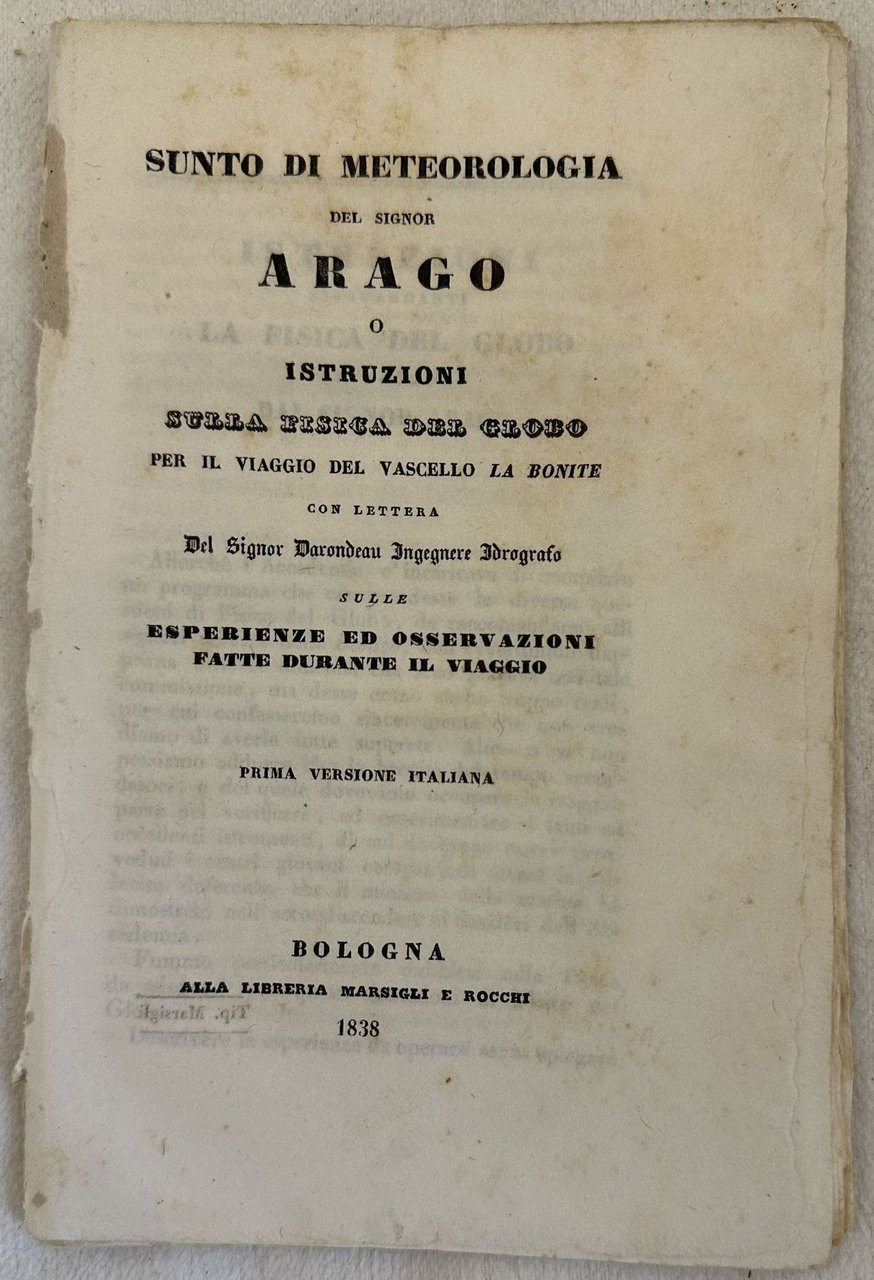 SUNTO DI METEOROLOGIA
DEL SIGNOR
ARAGO
O
ISTRUZIONI
SULLA FISICA DEL GLOBO
PER IL VIAGGIO DEL VASCELLO LA BONITE
CON LETTERA
Del Signor Darondeau Ingegnere Idrografo
SULLE
ESPERIENZE ED OSSERVAZIONI
FATTE DURANTE IL VIAGGIO
PRIMA VERSIONE ITALIANA
BOLOGNA
ALLA LIBRERIA MARSIGLI E ROCCHI
Tip. Marsigli
1838